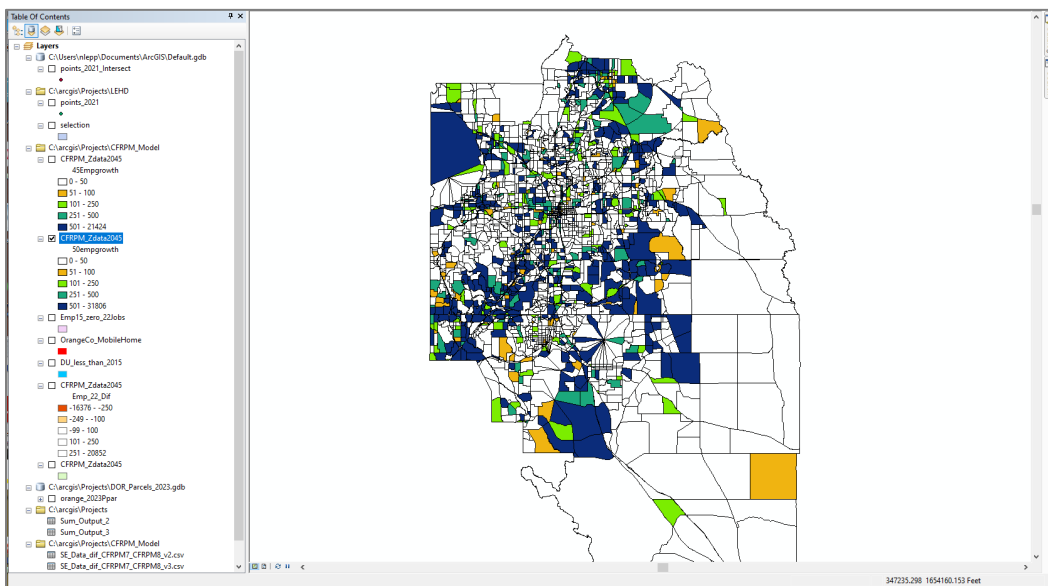 Table Of Contents
Layers
C:\Users\nlepp\Documents\ArcGIS\Default.gdb
points_2021_Intersect
C:\arcgis\Projects\LEHD
points_2021
selection
C:\arcgis\Projects\CFRPM_Model
CFRPM_Zdata2045
45Empgrowth
0 - 50
51 - 100
101 - 250
251 - 500
501 - 21424
CFRPM_Zdata2045
50empgrowth
0 - 50
51 - 100
101 - 250
251 - 500
501 - 31806
Emp15_zero_22Jobs
OrangeCo_MobileHome
DU_less_than_2015
CFRPM_Zdata2045
Emp_22_Dif
-16376 - -250
-249 - -100
-99 - 100
101 - 250
251 - 20852
CFRPM_Zdata2045
C:\arcgis\Projects\DOR_Parcels_2023.gdb
orange_2023Ppar
C:\arcgis\Projects
Sum_Output_2
Sum_Output_3
C:\arcgis\Projects\CFRPM_Model
SE_Data_dif_CFRPM7_CFRPM8_v2.csv
SE_Data_dif_CFRPM7_CFRPM8_v3.csv
347235.298 1654160.153 Feet